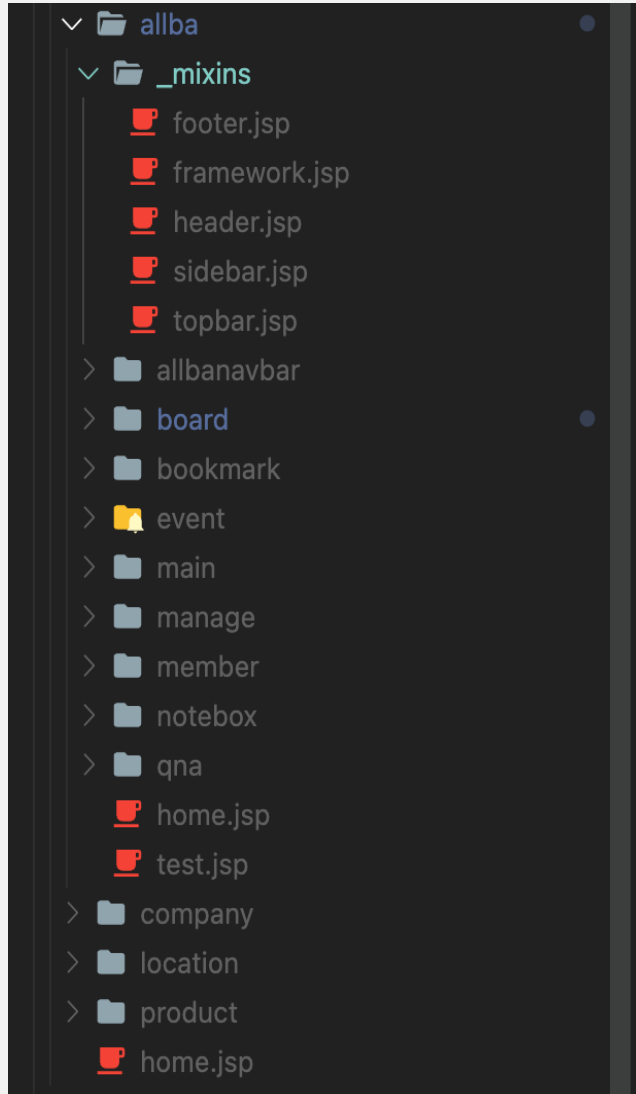 allba
_mixins
footer.jsp
framework.jsp
header.jsp
sidebar.jsp
topbar.jsp
allbanavbar
board
bookmark
event
main
manage
member
notebox
qna
home.jsp
test.jsp
company
location
product
home.jsp